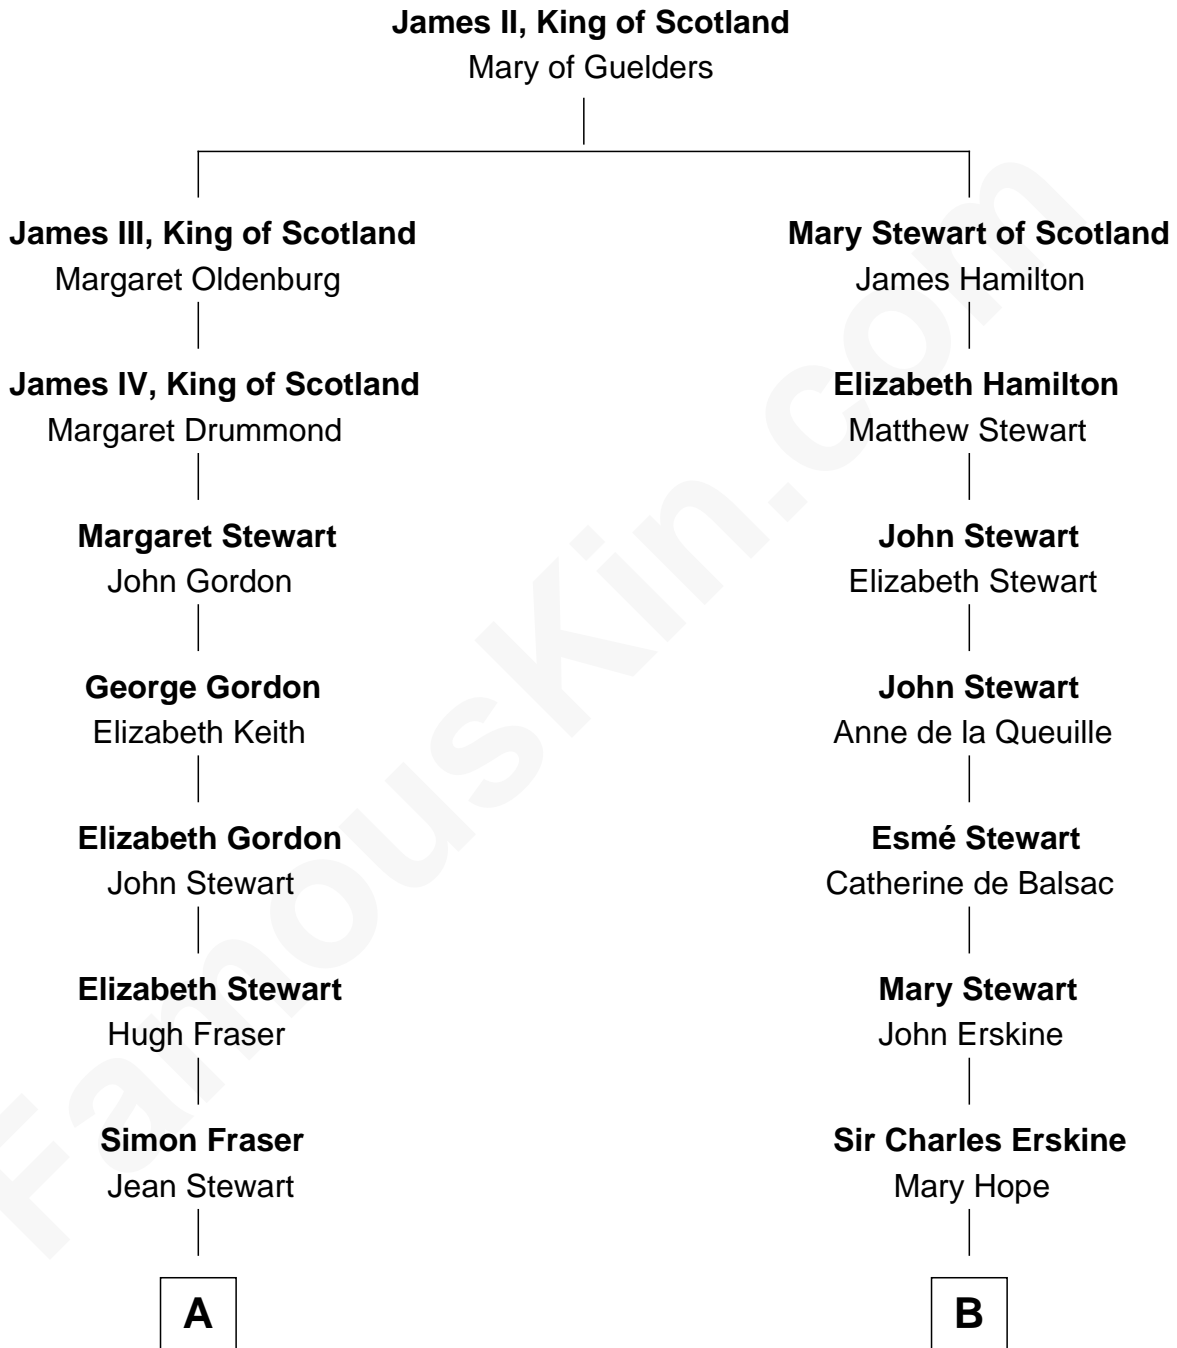 James II, King of Scotland
Mary of Guelders
James III, King of Scotland
Margaret Oldenburg
Mary Stewart of Scotland
James Hamilton
James IV, King of Scotland
Margaret Drummond
Elizabeth Hamilton
Matthew Stewart
Margaret Stewart
John Gordon
John Stewart
Elizabeth Stewart
George Gordon
Elizabeth Keith
John Stewart
Anne de la Queuille
Elizabeth Gordon
John Stewart
Esmé Stewart
Catherine de Balsac
Elizabeth Stewart
Hugh Fraser
Mary Stewart
John Erskine
Simon Fraser
Jean Stewart
Sir Charles Erskine
Mary Hope
A
B
FamousKin.com